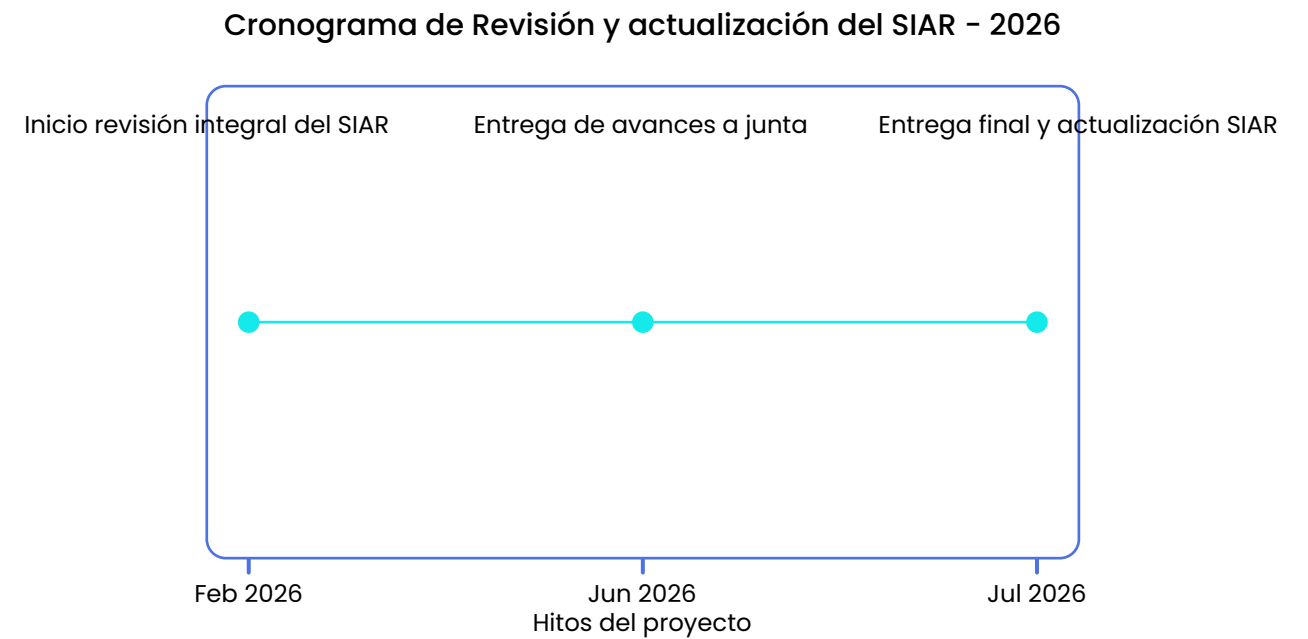 Cronograma de Revisión y actualización del SIAR - 2026
Inicio revisión integral del SIAR
Entrega de avances a junta
Entrega final y actualización SIAR
Feb 2026
Jun 2026
Jul 2026
Hitos del proyecto